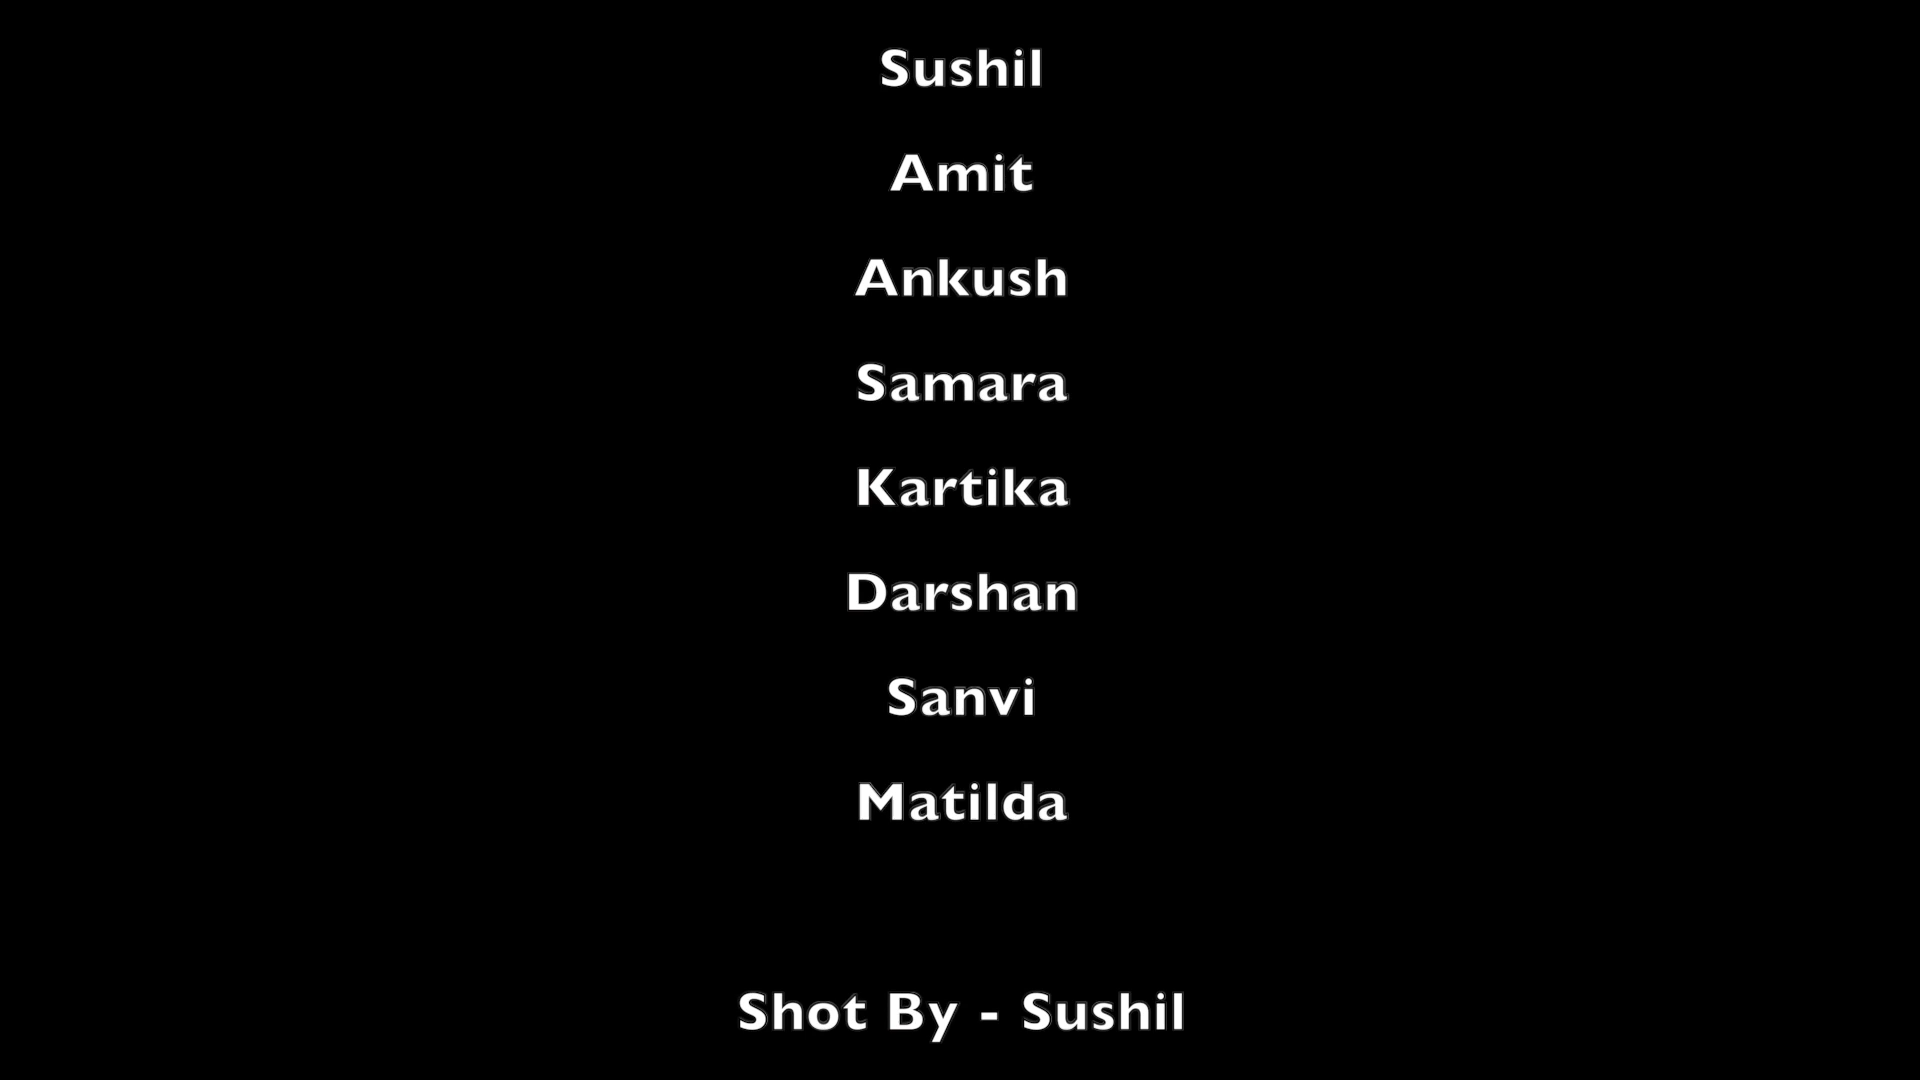 Sushil
Amit
Ankush
Samara
Kartika
Darshan
Sanvi
Matilda
Shot By - Sushil